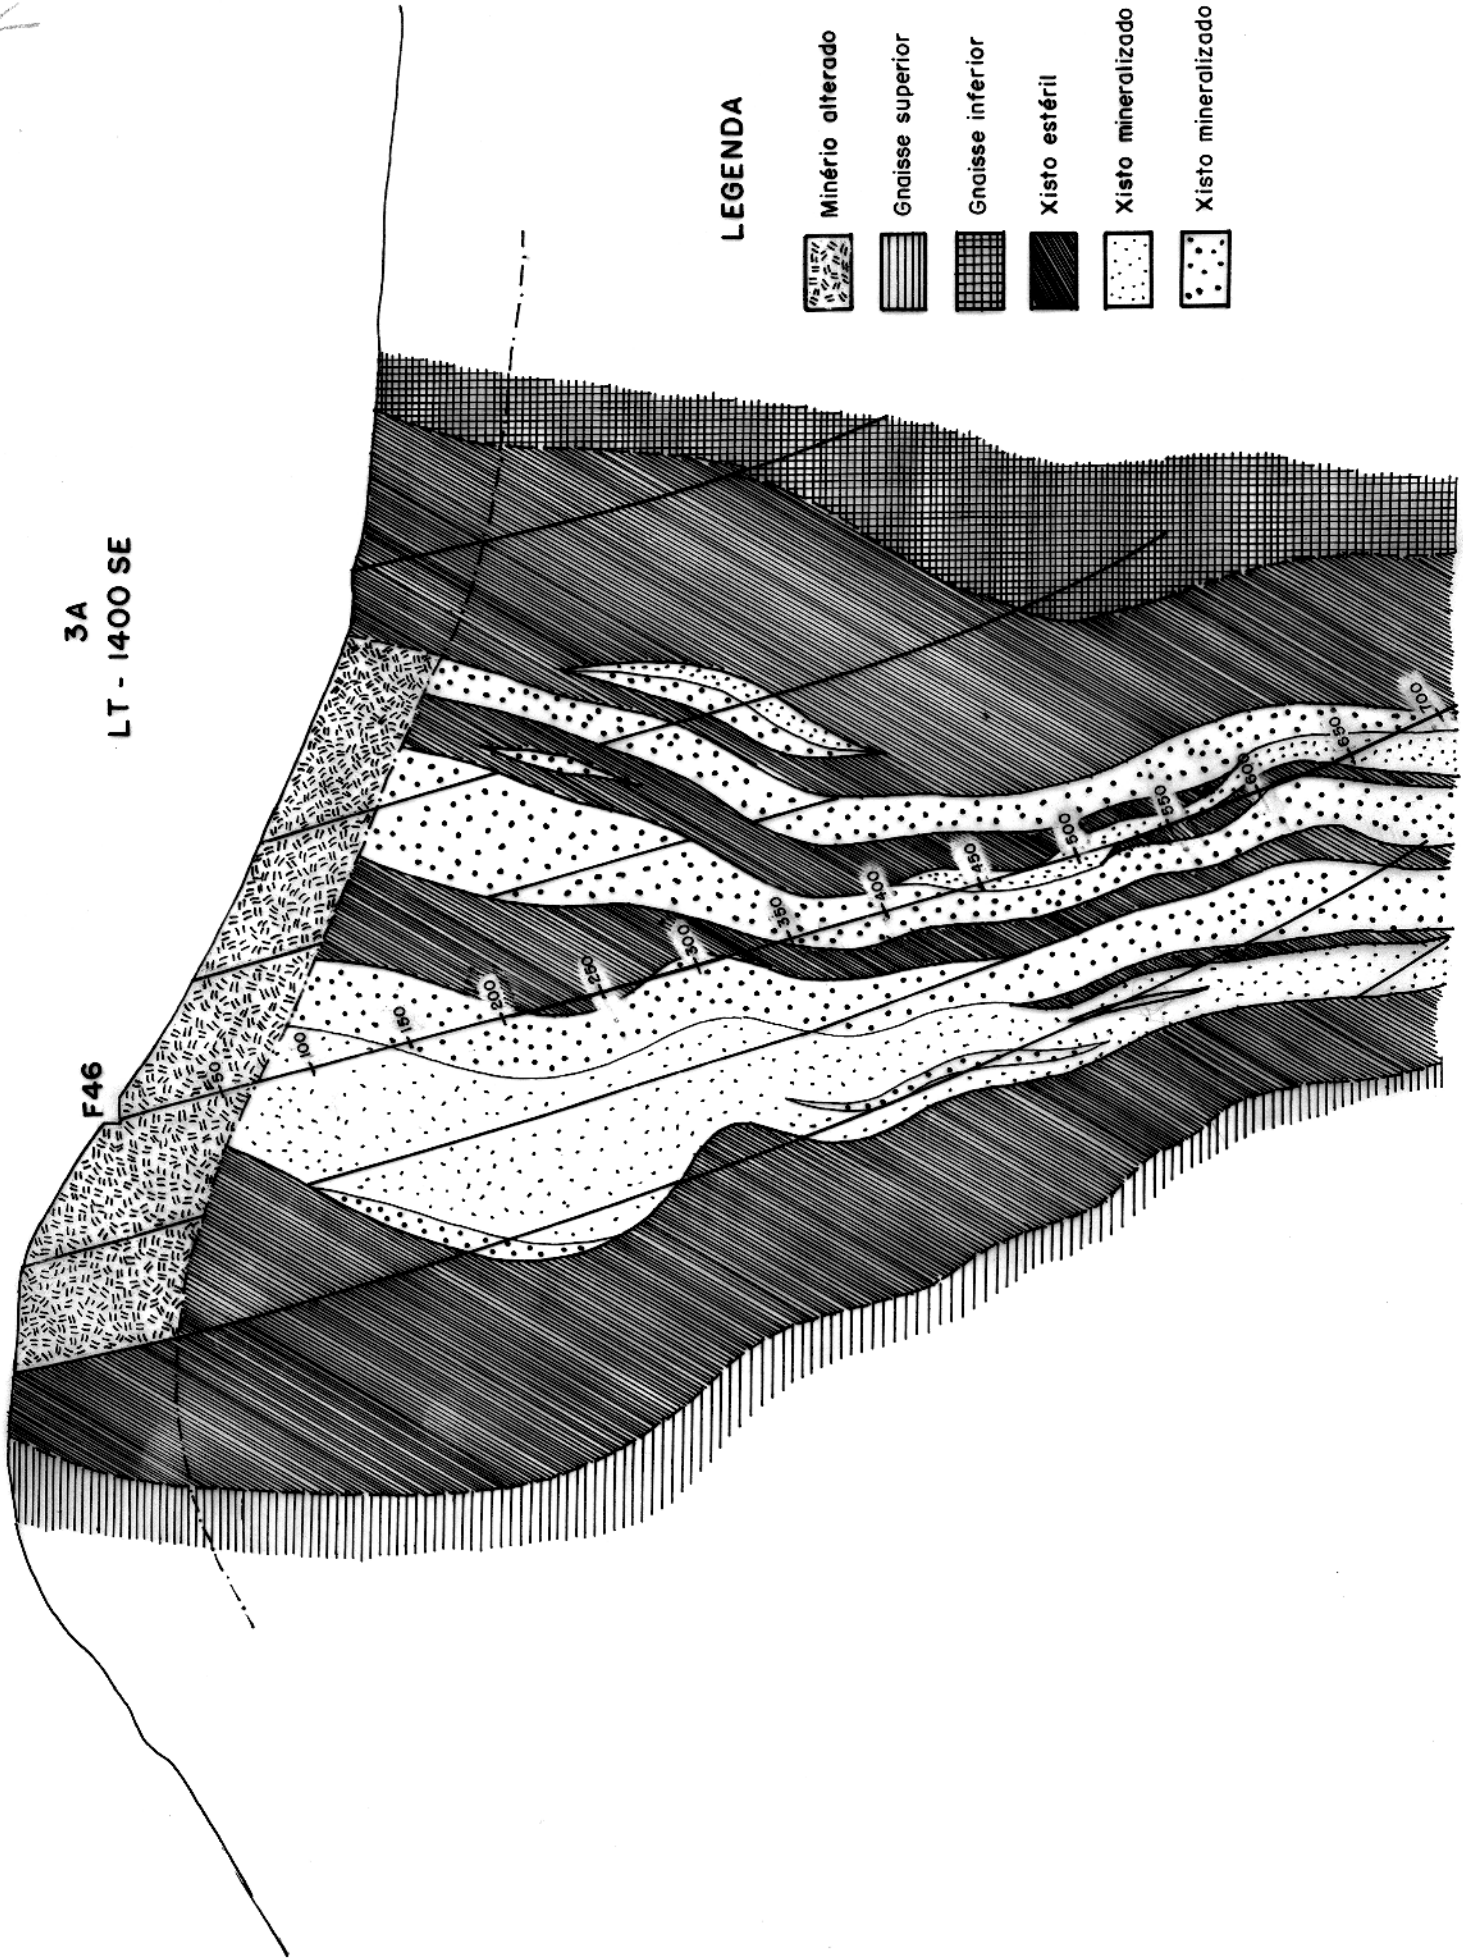 3A
LT - 1400 SE
F46
50
100
150
200
250
300
350
400
450
500
550
600
650
700
LEGENDA
Minério alterado
Gnaisse superior
Gnaisse inferior
Xisto estéril
Xisto mineralizado
Xisto mineralizado